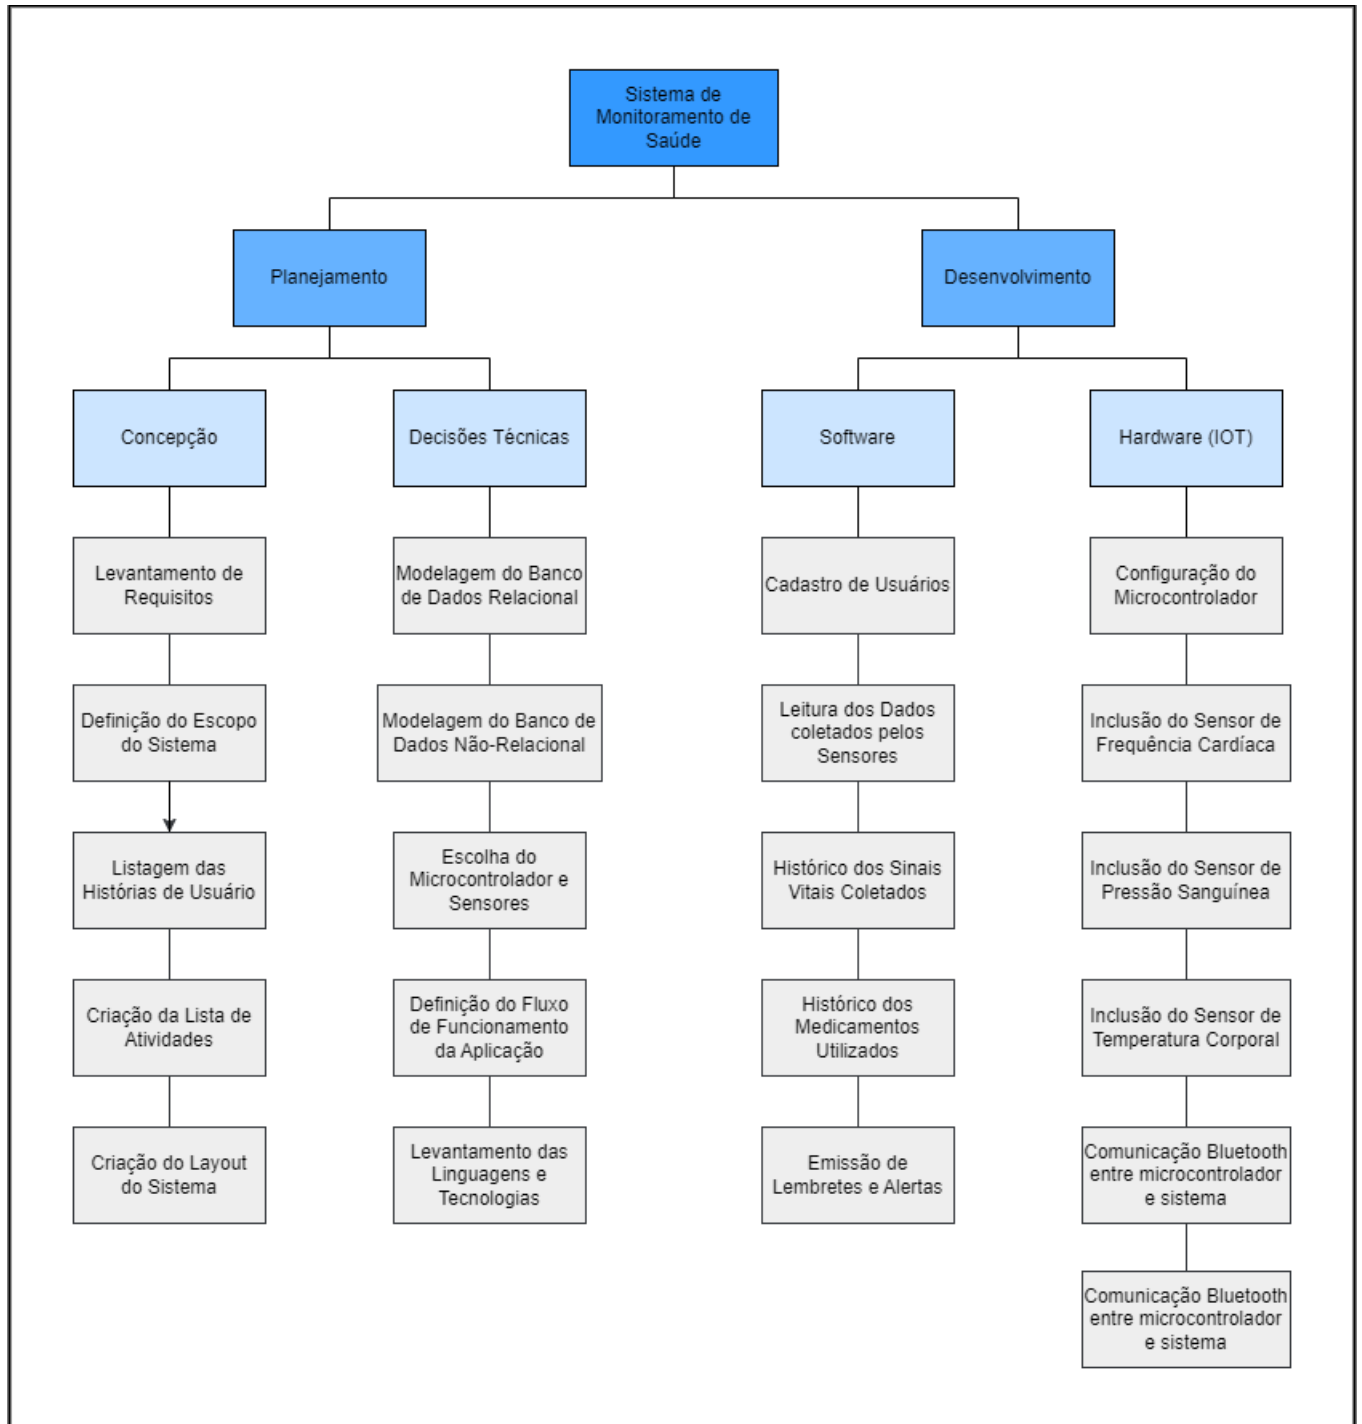 Sistema de
Monitoramento de
Saúde
Planejamento
Desenvolvimento
Concepção
Decisões Técnicas
Software
Hardware (IOT)
Levantamento de
Requisitos
Modelagem do Banco
de Dados Relacional
Cadastro de Usuários
Configuração do
Microcontrolador
Definição do Escopo
do Sistema
Modelagem do Banco de
Dados Não-Relacional
Leitura dos Dados
coletados pelos
Sensores
Inclusão do Sensor de
Frequência Cardíaca
Listagem das
Histórias de Usuário
Escolha do
Microcontrolador e
Sensores
Histórico dos Sinais
Vitais Coletados
Inclusão do Sensor de
Pressão Sanguínea
Criação da Lista de
Atividades
Definição do Fluxo
de Funcionamento
da Aplicação
Histórico dos
Medicamentos
Utilizados
Inclusão do Sensor de
Temperatura Corporal
Criação do Layout
do Sistema
Levantamento das
Linguagens e
Tecnologias
Emissão de
Lembretes e Alertas
Comunicação Bluetooth
entre microcontrolador
e sistema
Comunicação Bluetooth
entre microcontrolador
e sistema